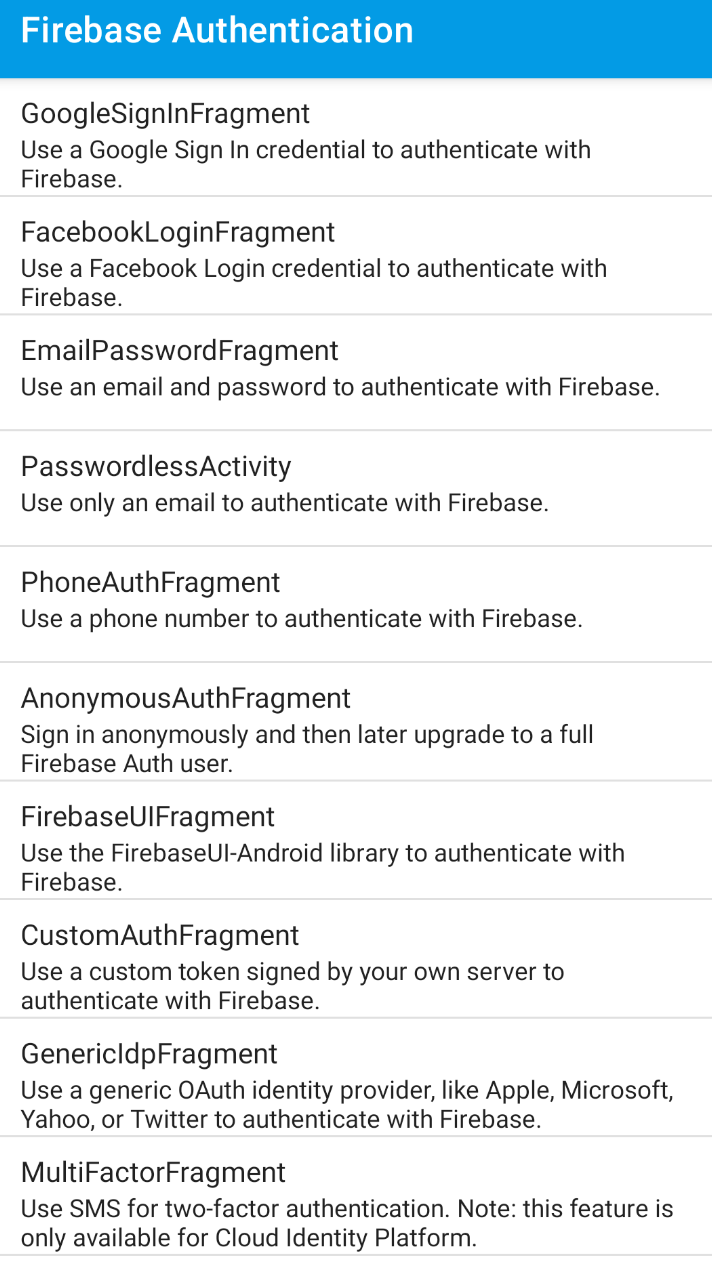 Firebase Authentication
GoogleSignInFragment
Use a Google Sign In credential to authenticate with
Firebase.
FacebookLoginFragment
Use a Facebook Login credential to authenticate with
Firebase.
EmailPasswordFragment
Use an email and password to authenticate with Firebase.
PasswordlessActivity
Use only an email to authenticate with Firebase.
PhoneAuthFragment
Use a phone number to authenticate with Firebase.
AnonymousAuthFragment
Sign in anonymously and then later upgrade to a full
Firebase Auth user.
FirebaseUIFragment
Use the FirebaseUI-Android library to authenticate with
Firebase.
CustomAuthFragment
Use a custom token signed by your own server to
authenticate with Firebase.
GenericIdpFragment
Use a generic OAuth identity provider, like Apple, Microsoft,
Yahoo, or Twitter to authenticate with Firebase.
MultiFactorFragment
Use SMS for two-factor authentication. Note: this feature is
only available for Cloud Identity Platform.